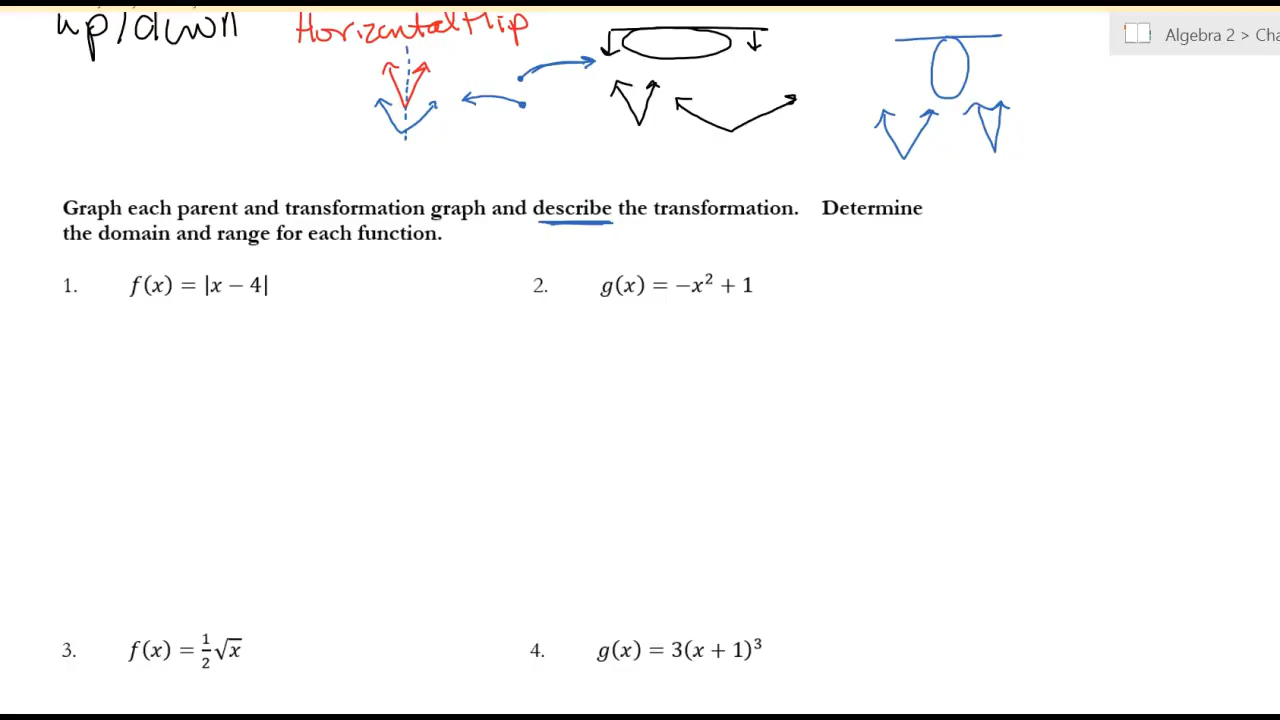 up/down
Horizontal Flip
Algebra 2 > Cha
Graph each parent and transformation graph and describe the transformation. Determine
the domain and range for each function.
1. f(x) = |x − 4|
2. g(x) = −x² + 1
3. f(x) = 1/2 √x
4. g(x) = 3(x + 1)³